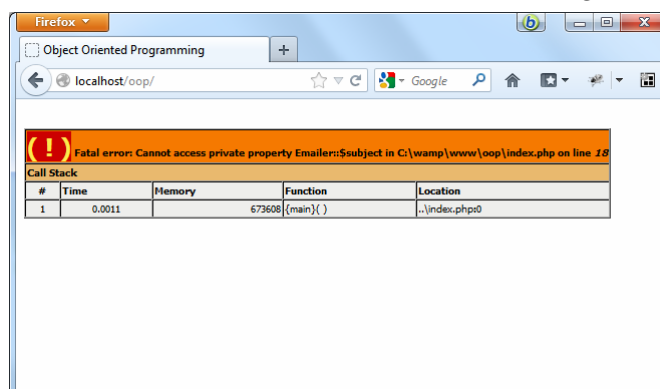 Firefox
Object Oriented Programming
+
localhost/oop/
Google
( ! ) Fatal error: Cannot access private property Emailer::$subject in C:\wamp\www\oop\index.php on line 18
Call Stack
# Time Memory Function Location
1 0.0011 673608 {main}( ) ..\index.php:0